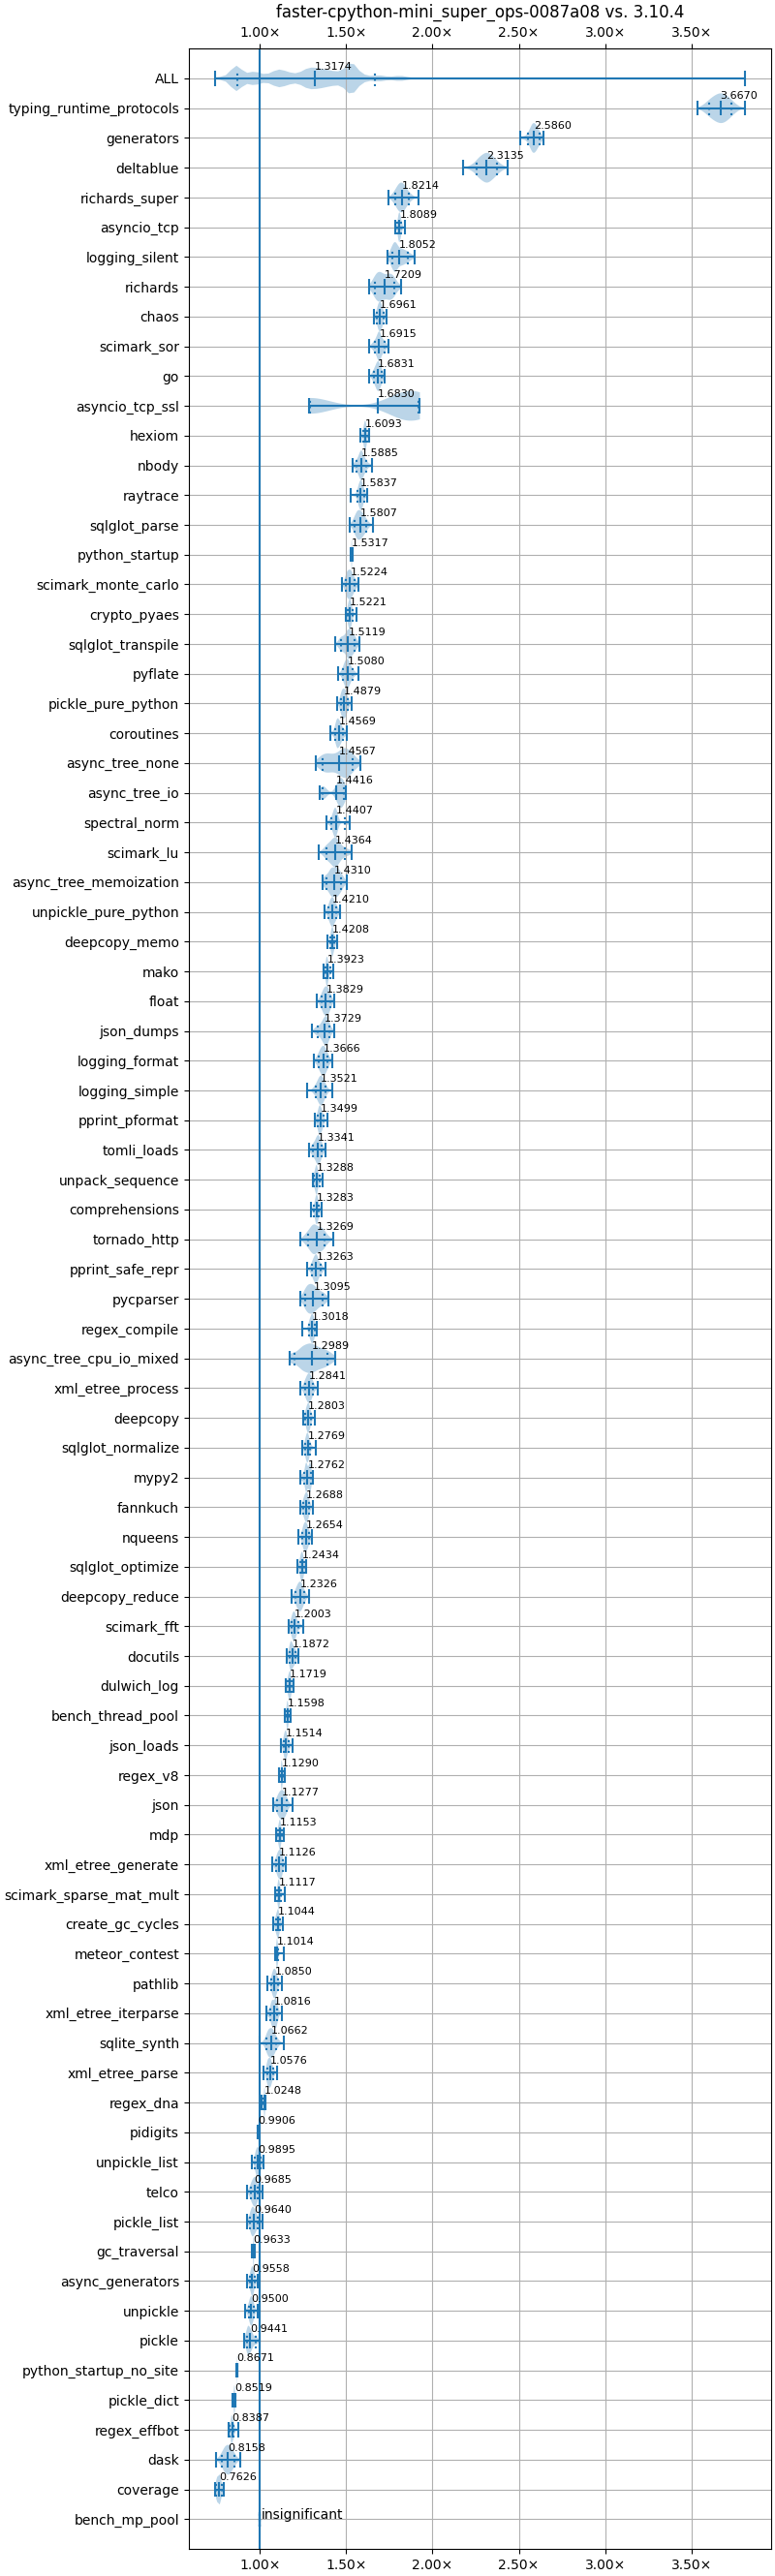 faster-cpython-mini_super_ops-0087a08 vs. 3.10.4
1.00× 1.50× 2.00× 2.50× 3.00× 3.50×
ALL 1.3174
typing_runtime_protocols 3.6670
generators 2.5860
deltablue 2.3135
richards_super 1.8214
asyncio_tcp 1.8089
logging_silent 1.8052
richards 1.7209
chaos 1.6961
scimark_sor 1.6915
go 1.6831
asyncio_tcp_ssl 1.6830
hexiom 1.6093
nbody 1.5885
raytrace 1.5837
sqlglot_parse 1.5807
python_startup 1.5317
scimark_monte_carlo 1.5224
crypto_pyaes 1.5221
sqlglot_transpile 1.5119
pyflate 1.5080
pickle_pure_python 1.4879
coroutines 1.4569
async_tree_none 1.4567
async_tree_io 1.4416
spectral_norm 1.4407
scimark_lu 1.4364
async_tree_memoization 1.4310
unpickle_pure_python 1.4210
deepcopy_memo 1.4208
mako 1.3923
float 1.3829
json_dumps 1.3729
logging_format 1.3666
logging_simple 1.3521
pprint_pformat 1.3499
tomli_loads 1.3341
unpack_sequence 1.3288
comprehensions 1.3283
tornado_http 1.3269
pprint_safe_repr 1.3263
pycparser 1.3095
regex_compile 1.3018
async_tree_cpu_io_mixed 1.2989
xml_etree_process 1.2841
deepcopy 1.2803
sqlglot_normalize 1.2769
mypy2 1.2762
fannkuch 1.2688
nqueens 1.2654
sqlglot_optimize 1.2434
deepcopy_reduce 1.2326
scimark_fft 1.2003
docutils 1.1872
dulwich_log 1.1719
bench_thread_pool 1.1598
json_loads 1.1514
regex_v8 1.1290
json 1.1277
mdp 1.1153
xml_etree_generate 1.1126
scimark_sparse_mat_mult 1.1117
create_gc_cycles 1.1044
meteor_contest 1.1014
pathlib 1.0850
xml_etree_iterparse 1.0816
sqlite_synth 1.0662
xml_etree_parse 1.0576
regex_dna 1.0248
pidigits 0.9906
unpickle_list 0.9895
telco 0.9685
pickle_list 0.9640
gc_traversal 0.9633
async_generators 0.9558
unpickle 0.9500
pickle 0.9441
python_startup_no_site 0.8671
pickle_dict 0.8519
regex_effbot 0.8387
dask 0.8158
coverage 0.7626
bench_mp_pool insignificant
1.00× 1.50× 2.00× 2.50× 3.00× 3.50×